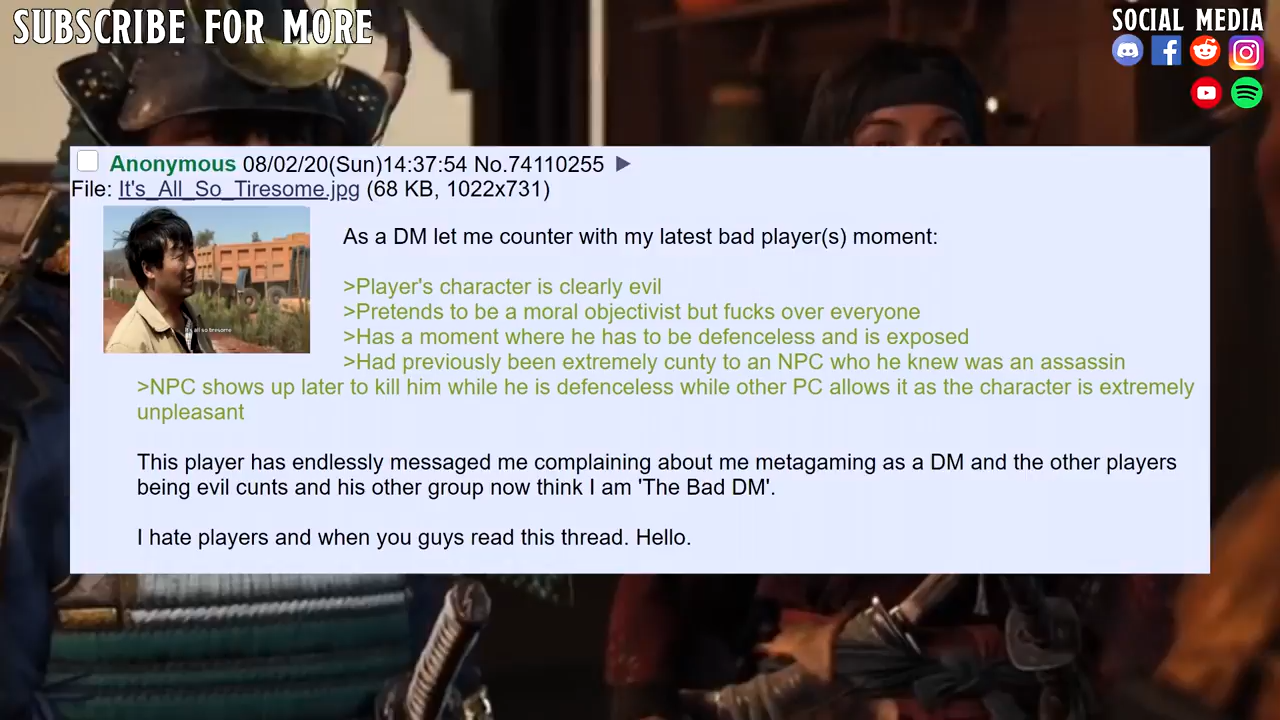 SUBSCRIBE FOR MORE
SOCIAL MEDIA
Anonymous 08/02/20(Sun)14:37:54 No.74110255 ▶
File: It's_All_So_Tiresome.jpg (68 KB, 1022x731)
It's all so tiresome
As a DM let me counter with my latest bad player(s) moment:
>Player's character is clearly evil
>Pretends to be a moral objectivist but fucks over everyone
>Has a moment where he has to be defenceless and is exposed
>Had previously been extremely cunty to an NPC who he knew was an assassin
>NPC shows up later to kill him while he is defenceless while other PC allows it as the character is extremely
unpleasant
This player has endlessly messaged me complaining about me metagaming as a DM and the other players
being evil cunts and his other group now think I am 'The Bad DM'.
I hate players and when you guys read this thread. Hello.